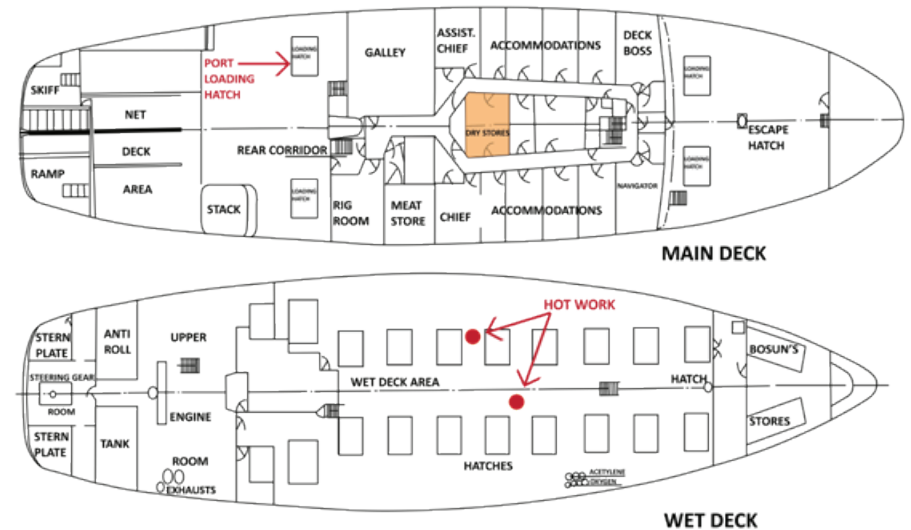 ASSIST.
CHIEF
GALLEY
ACCOMMODATIONS
DECK
BOSS
LOADING
HATCH
PORT
LOADING
HATCH
LOADING
HATCH
SKIFF
NET
DECK
AREA
RAMP
REAR CORRIDOR
DRY STORES
ESCAPE
HATCH
LOADING
HATCH
LOADING
HATCH
STACK
RIG
ROOM
MEAT
STORE
CHIEF
ACCOMMODATIONS
NAVIGATOR
MAIN DECK
HOT WORK
STERN
PLATE
ANTI
ROLL
UPPER
STEERING GEAR
ROOM
WET DECK AREA
HATCH
BOSUN'S
STERN
PLATE
TANK
ENGINE
ROOM
EXHAUSTS
HATCHES
ACETYLENE
OXYGEN
STORES
WET DECK